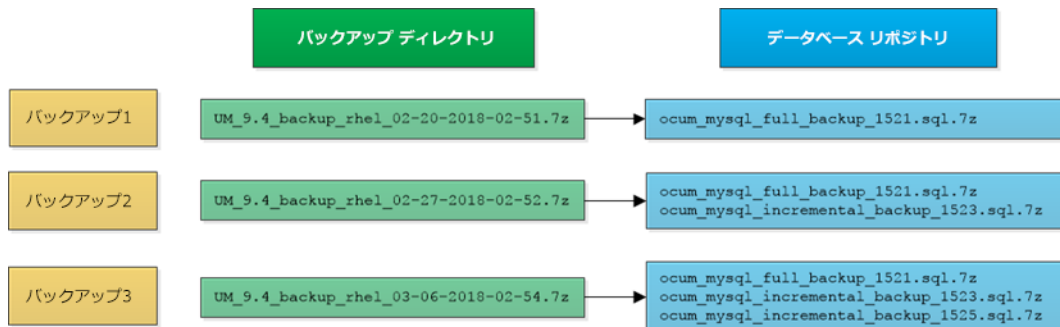 バックアップ ディレクトリ
データベース リポジトリ
バックアップ1
UM_9.4_backup_rhel_02-20-2018-02-51.7z
ocum_mysql_full_backup_1521.sql.7z
バックアップ2
UM_9.4_backup_rhel_02-27-2018-02-52.7z
ocum_mysql_full_backup_1521.sql.7z
ocum_mysql_incremental_backup_1523.sql.7z
バックアップ3
UM_9.4_backup_rhel_03-06-2018-02-54.7z
ocum_mysql_full_backup_1521.sql.7z
ocum_mysql_incremental_backup_1523.sql.7z
ocum_mysql_incremental_backup_1525.sql.7z